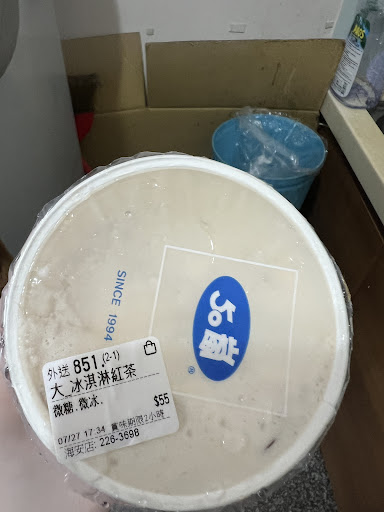 SINCE 1994
50嵐
®
外送 851.(2-1)
大_冰淇淋紅茶
微糖.微冰.
$55
07/27 17:34 賞味期限2小時
海安店: 226-3698